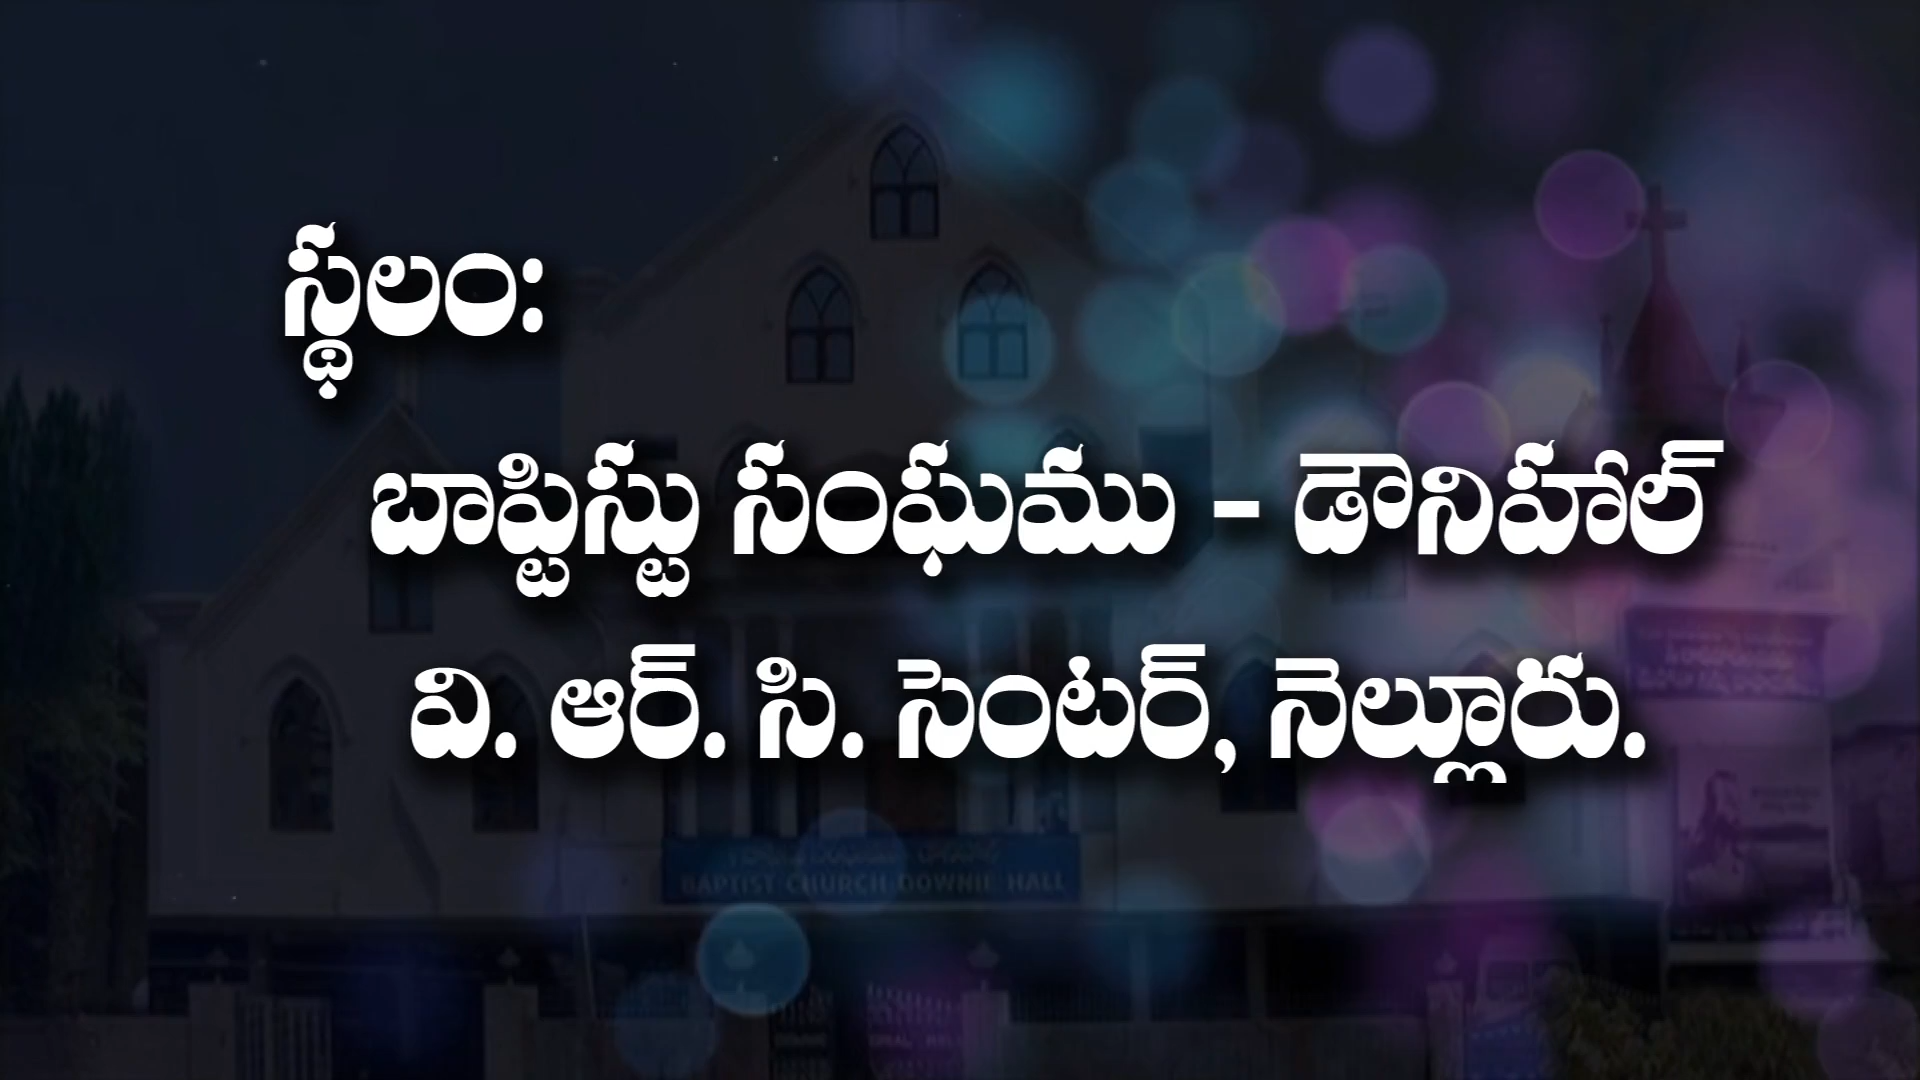 స్థలం:
బాప్టిస్టు సంఘము - డౌనిహాల్
వి. ఆర్. సి. సెంటర్, నెల్లూరు.
BAPTIST CHURCH-DOWNIE HALL